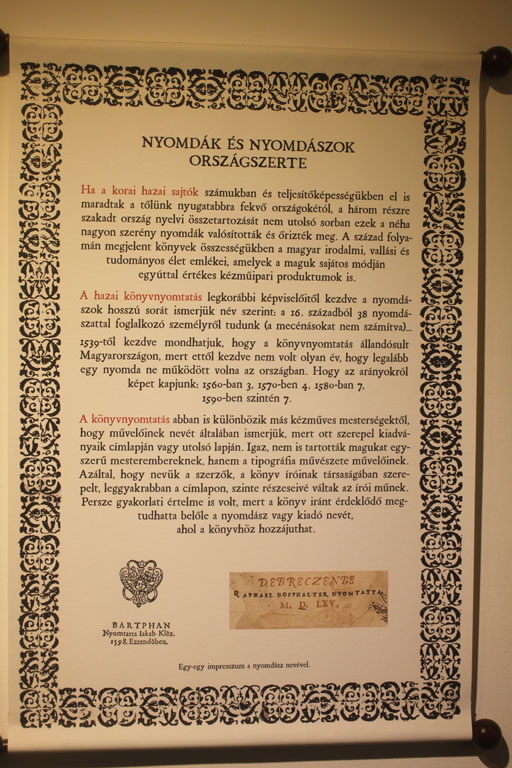 NYOMDÁK ÉS NYOMDÁSZOK
ORSZÁGSZERTE
Ha a korai hazai sajtók számukban és teljesítőképességükben el is
maradtak a tőlünk nyugatabbra fekvő országokétól, a három részre
szakadt ország nyelvi összetartozását nem utolsó sorban ezek a néha
nagyon szerény nyomdák valósították és őrizték meg. A század folya-
mán megjelent könyvek összességükben a magyar irodalmi, vallási és
tudományos élet emlékei, amelyek a maguk sajátos módján
egyúttal értékes kézműipari produktumok is.
A hazai könyvnyomtatás legkorábbi képviselőitől kezdve a nyomdá-
szok hosszú sorát ismerjük név szerint: a 16. századból 38 nyomdá-
szattal foglalkozó személyről tudunk (a mecénásokat nem számítva)...
1539-től kezdve mondhatjuk, hogy a könyvnyomtatás állandósult
Magyarországon, mert ettől kezdve nem volt olyan év, hogy legalább
egy nyomda ne működött volna az országban. Hogy az arányokról
képet kapjunk: 1560-ban 3, 1570-ben 4, 1580-ban 7,
1590-ben szintén 7.
A könyvnyomtatás abban is különbözik más kézműves mesterségektől,
hogy művelőinek nevét általában ismerjük, mert ott szerepel kiadvá-
nyaik címlapján vagy utolsó lapján. Igaz, nem is tartották magukat egy-
szerű mesterembereknek, hanem a tipográfia művészete művelőinek.
Azáltal, hogy nevük a szerzők, a könyv íróinak társaságában szere-
pelt, leggyakrabban a címlapon, szinte részeseivé váltak az írói műnek.
Persze gyakorlati értelme is volt, mert a könyv iránt érdeklődő meg-
tudhatta belőle a nyomdász vagy kiadó nevét,
ahol a könyvhöz hozzájuthat.
BARTPHAN
Nyomtatta Iakab Klöz.
1598. Eztendöben.
DEBRECZENBE
RAPHAEL HOFFHALTER NYOMTATTA
M. D. LXV.
Egy-egy impresszum a nyomdász nevével.